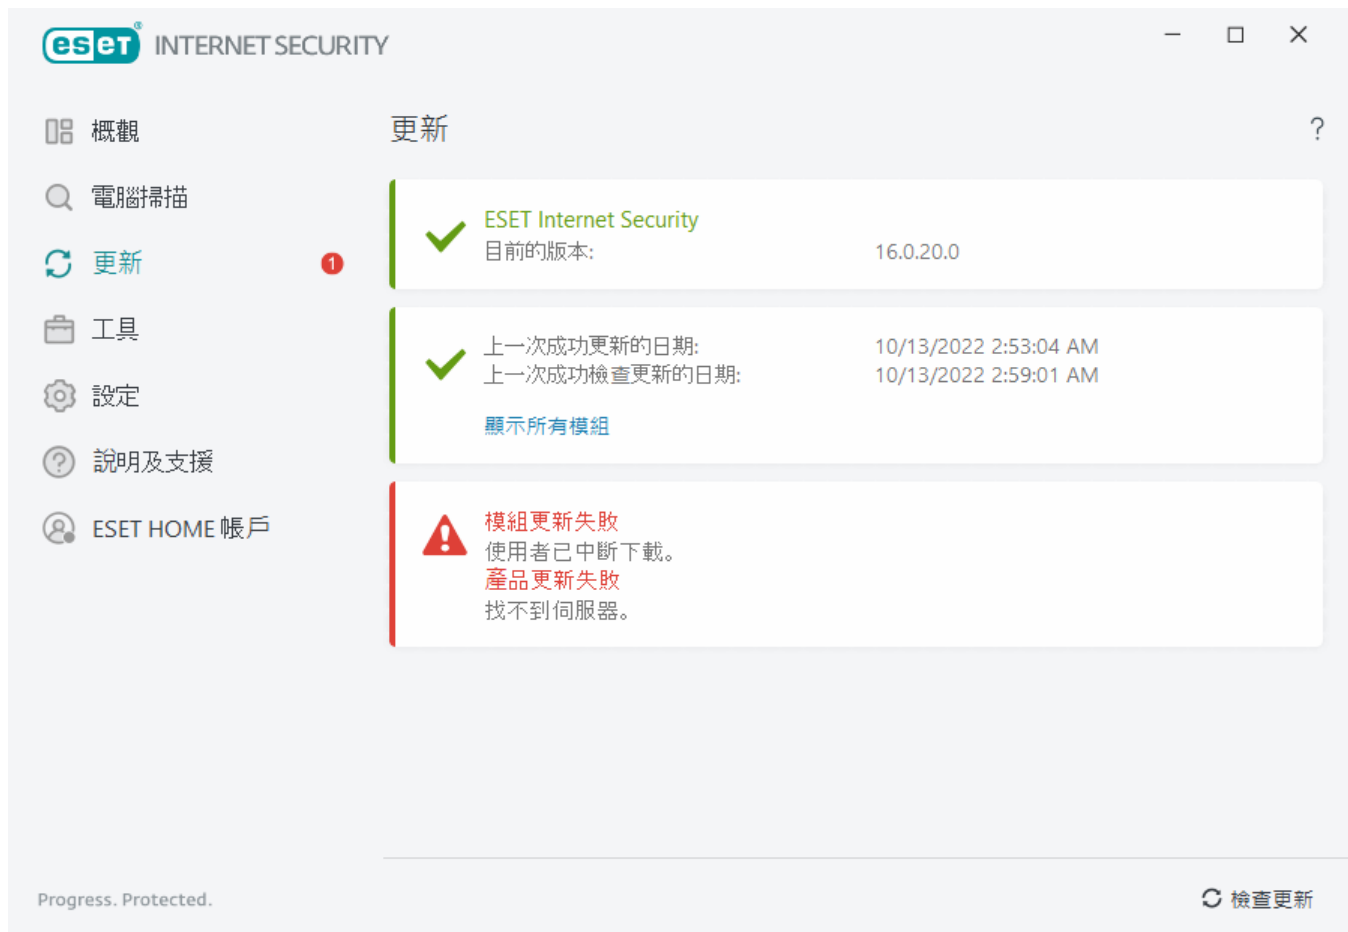 eset® INTERNET SECURITY
概觀
電腦掃描
更新
1
工具
設定
說明及支援
ESET HOME 帳戶
更新
?
ESET Internet Security
目前的版本: 16.0.20.0
上一次成功更新的日期: 10/13/2022 2:53:04 AM
上一次成功檢查更新的日期: 10/13/2022 2:59:01 AM
顯示所有模組
模組更新失敗
使用者已中斷下載。
產品更新失敗
找不到伺服器。
Progress. Protected.
檢查更新